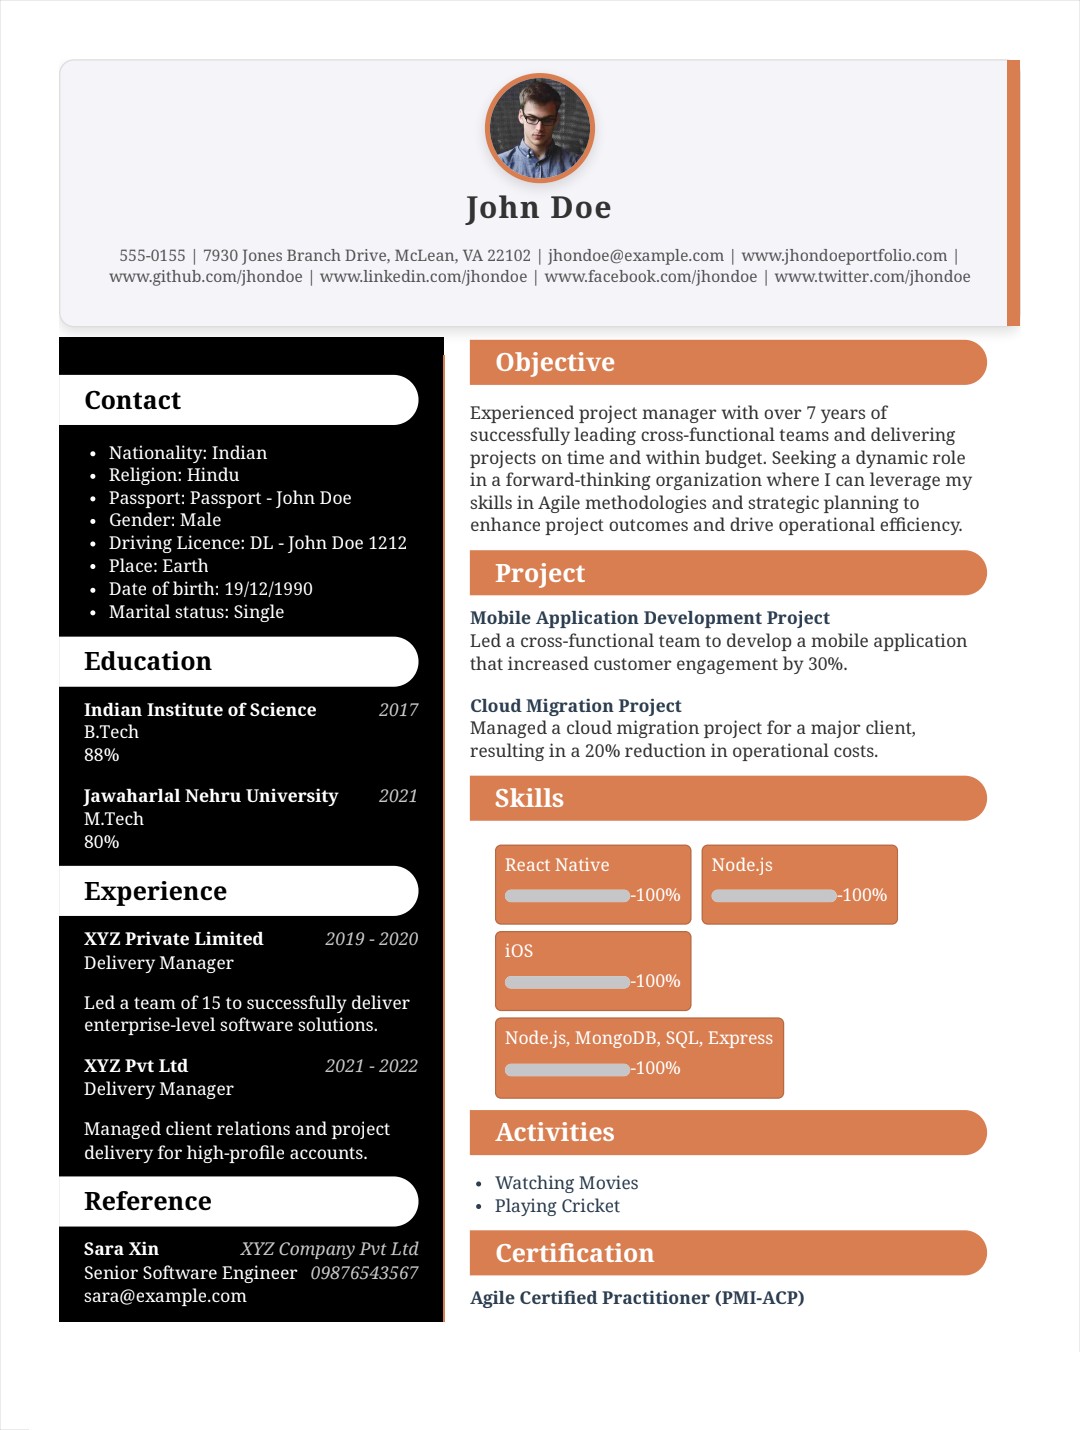 John Doe
555-0155 | 7930 Jones Branch Drive, McLean, VA 22102 | jhondoe@example.com | www.jhondoeportfolio.com |
www.github.com/jhondoe | www.linkedin.com/jhondoe | www.facebook.com/jhondoe | www.twitter.com/jhondoe
Contact
• Nationality: Indian
• Religion: Hindu
• Passport: Passport - John Doe
• Gender: Male
• Driving Licence: DL - John Doe 1212
• Place: Earth
• Date of birth: 19/12/1990
• Marital status: Single
Education
Indian Institute of Science 2017
B.Tech
88%
Jawaharlal Nehru University 2021
M.Tech
80%
Experience
XYZ Private Limited 2019 - 2020
Delivery Manager
Led a team of 15 to successfully deliver
enterprise-level software solutions.
XYZ Pvt Ltd 2021 - 2022
Delivery Manager
Managed client relations and project
delivery for high-profile accounts.
Reference
Sara Xin XYZ Company Pvt Ltd
Senior Software Engineer 09876543567
sara@example.com
Objective
Experienced project manager with over 7 years of
successfully leading cross-functional teams and delivering
projects on time and within budget. Seeking a dynamic role
in a forward-thinking organization where I can leverage my
skills in Agile methodologies and strategic planning to
enhance project outcomes and drive operational efficiency.
Project
Mobile Application Development Project
Led a cross-functional team to develop a mobile application
that increased customer engagement by 30%.
Cloud Migration Project
Managed a cloud migration project for a major client,
resulting in a 20% reduction in operational costs.
Skills
React Native
-100%
Node.js
-100%
iOS
-100%
Node.js, MongoDB, SQL, Express
-100%
Activities
• Watching Movies
• Playing Cricket
Certification
Agile Certified Practitioner (PMI-ACP)